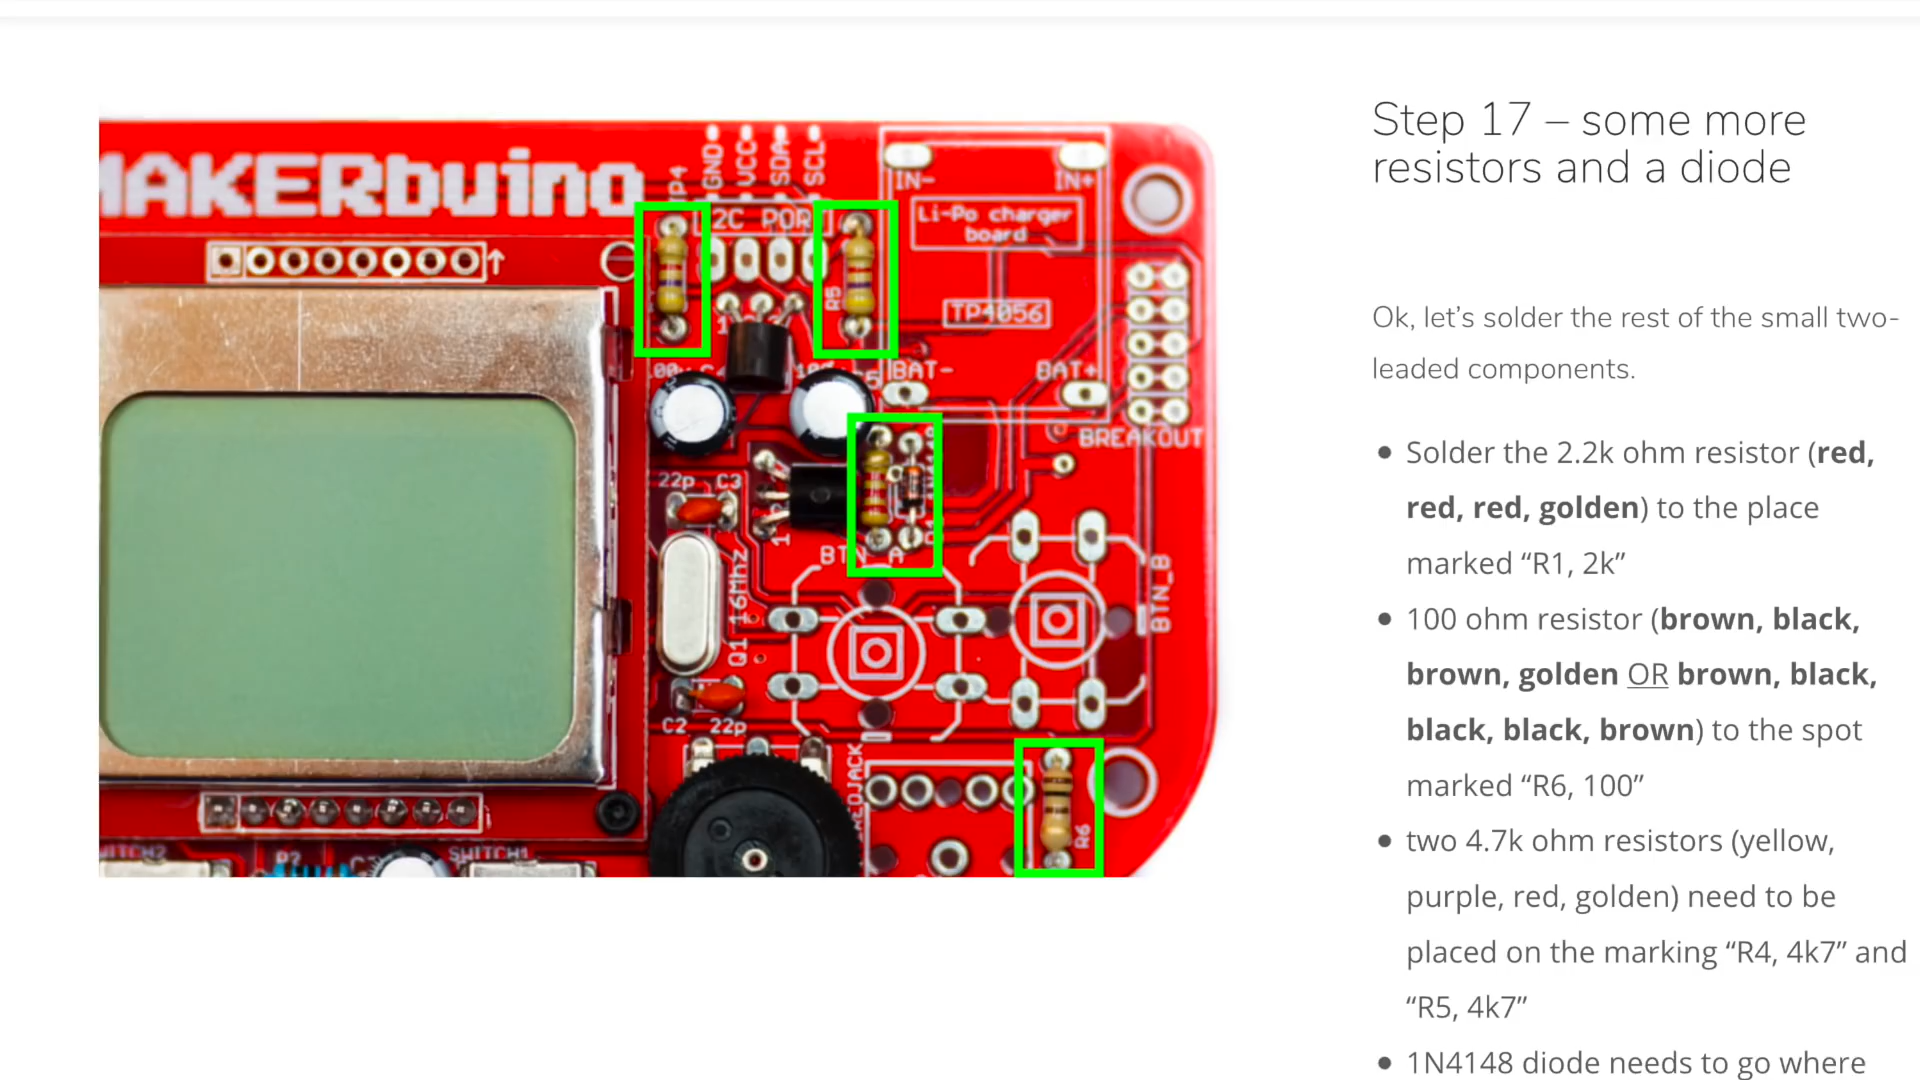 MAKERbuino
GND
VCC
SDA
SCL
IN-
IN+
Li-Po charger
board
R5
TP4056
BAT-
BAT+
BREAKOUT
22p C3
BTN_A
BTN_B
Q1 16Mhz
C2 22p
R6
SWITCH2
SWITCH1
Step 17 – some more
resistors and a diode
Ok, let’s solder the rest of the small two-
leaded components.
• Solder the 2.2k ohm resistor (red,
red, red, golden) to the place
marked “R1, 2k”
• 100 ohm resistor (brown, black,
brown, golden OR brown, black,
black, black, brown) to the spot
marked “R6, 100”
• two 4.7k ohm resistors (yellow,
purple, red, golden) need to be
placed on the marking “R4, 4k7” and
“R5, 4k7”
• 1N4148 diode needs to go where